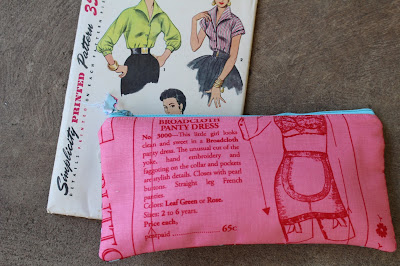 Simplicity PRINTED Pattern 35
BROADCLOTH
PANTY DRESS
No. 3000—This little girl looks
clean and sweet in a Broadcloth
panty dress. The unusual cut of the
yoke, hand embroidery and
faggoting on the collar and pockets
are stylish details. Closes with pearl
buttons. Straight leg French
panties.
Colors: Leaf Green or Rose.
Sizes: 2 to 6 years.
Price each,
postpaid 65c